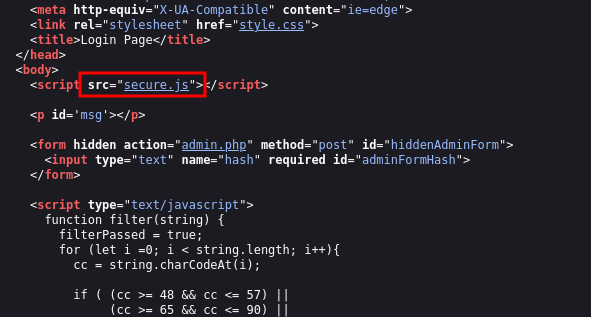 <meta http-equiv="X-UA-Compatible" content="ie=edge">
<link rel="stylesheet" href="style.css">
<title>Login Page</title>
</head>
<body>
<script src="secure.js"></script>
<p id='msg'></p>
<form hidden action="admin.php" method="post" id="hiddenAdminForm">
<input type="text" name="hash" required id="adminFormHash">
</form>
<script type="text/javascript">
function filter(string) {
filterPassed = true;
for (let i =0; i < string.length; i++){
cc = string.charCodeAt(i);
if ( (cc >= 48 && cc <= 57) ||
(cc >= 65 && cc <= 90) ||